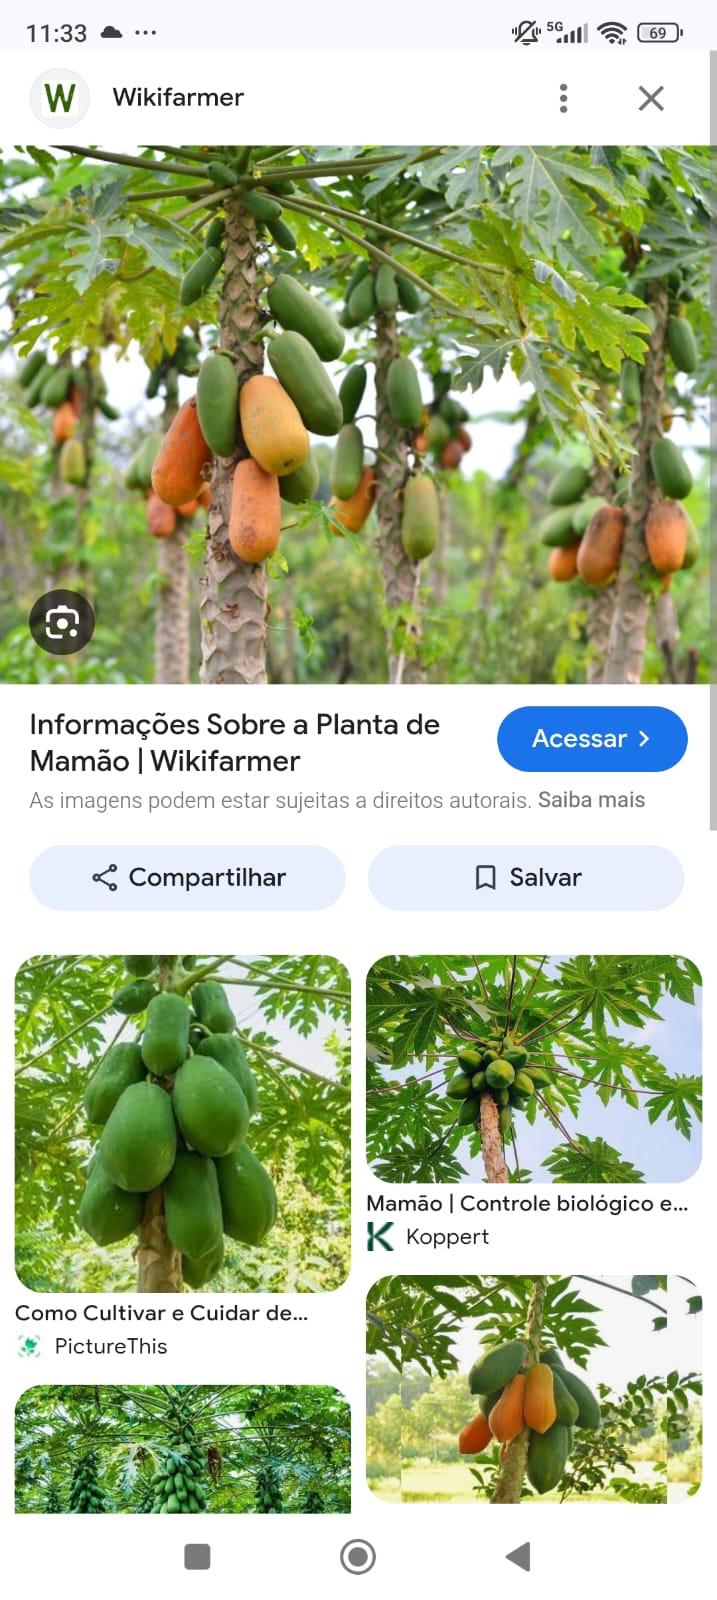 11:33
5G
69
W
Wikifarmer
Informações Sobre a Planta de
Mamão | Wikifarmer
Acessar
As imagens podem estar sujeitas a direitos autorais. Saiba mais
Compartilhar
Salvar
Como Cultivar e Cuidar de...
PictureThis
Mamão | Controle biológico e...
K Koppert